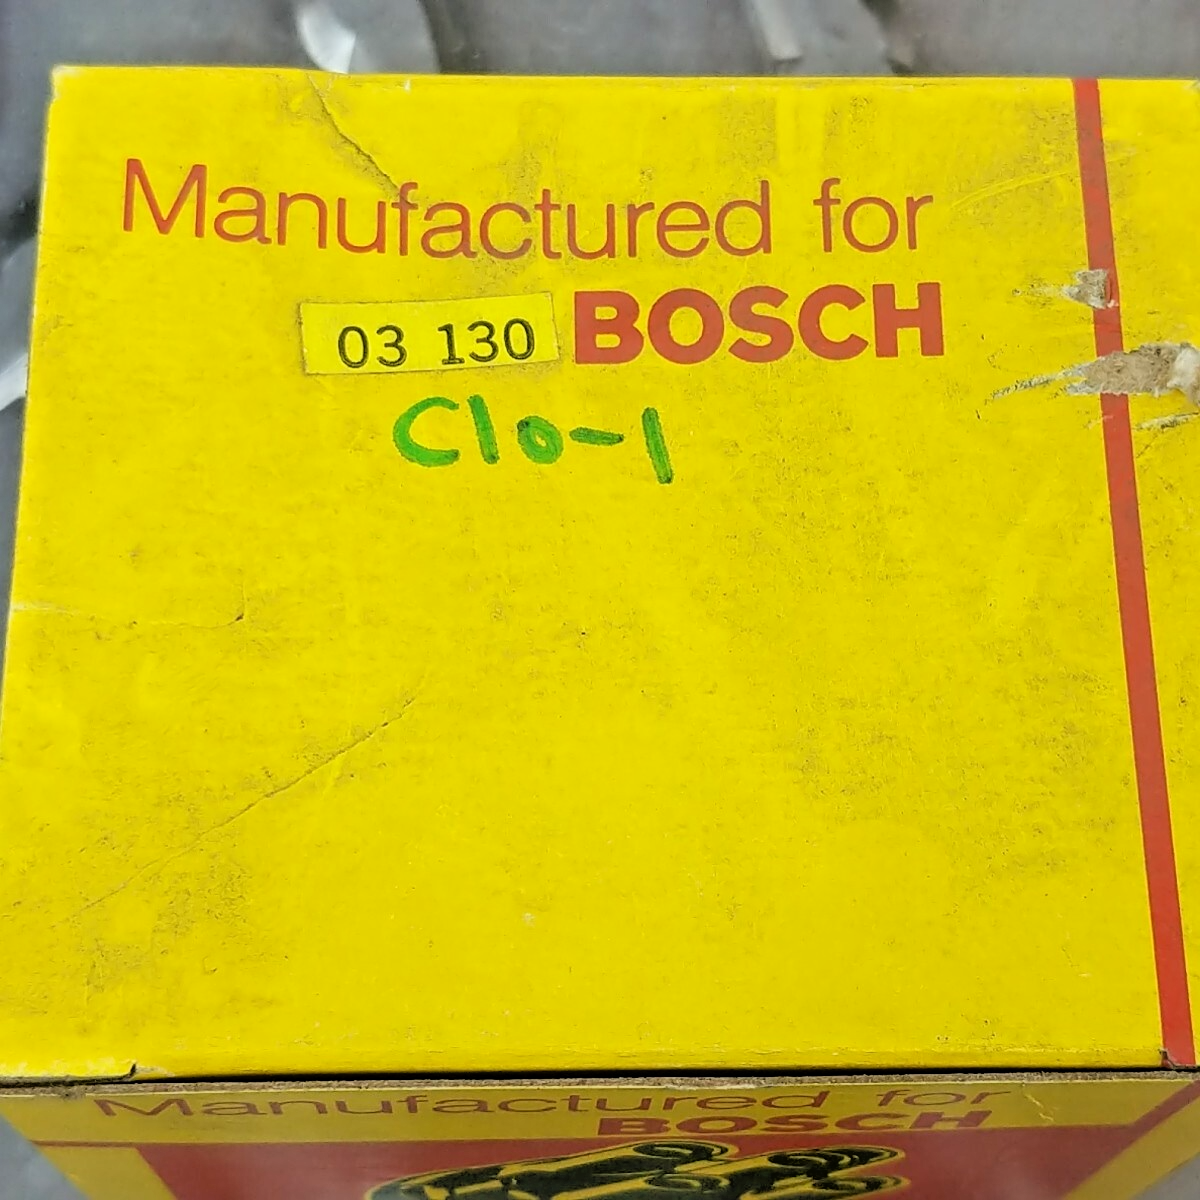 Manufactured for
03 130 BOSCH
C10-1
Manufactured for
BOSCH